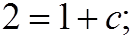 2 = 1 + c;